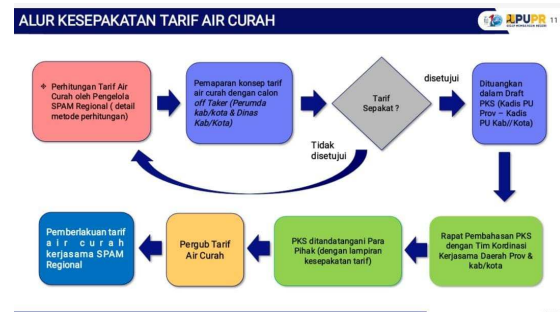 ALUR KESEPAKATAN TARIF AIR CURAH
PUPR
11
❖ Perhitungan Tarif Air
Curah oleh Pengelola
SPAM Regional ( detail
metode perhitungan)
Pemaparan konsep tarif
air curah dengan calon
off Taker (Perumda
kab/kota & Dinas
Kab/Kota)
Tarif
Sepakat ?
disetujui
Dituangkan
dalam Draft
PKS (Kadis PU
Prov – Kadis
PU Kab//Kota)
Tidak
disetujui
Rapat Pembahasan PKS
dengan Tim Kordinasi
Kerjasama Daerah Prov &
kab/kota
PKS ditandatangani Para
Pihak (dengan lampiran
kesepakatan tarif)
Pergub Tarif
Air Curah
Pemberlakuan tarif
air curah
kerjasama SPAM
Regional